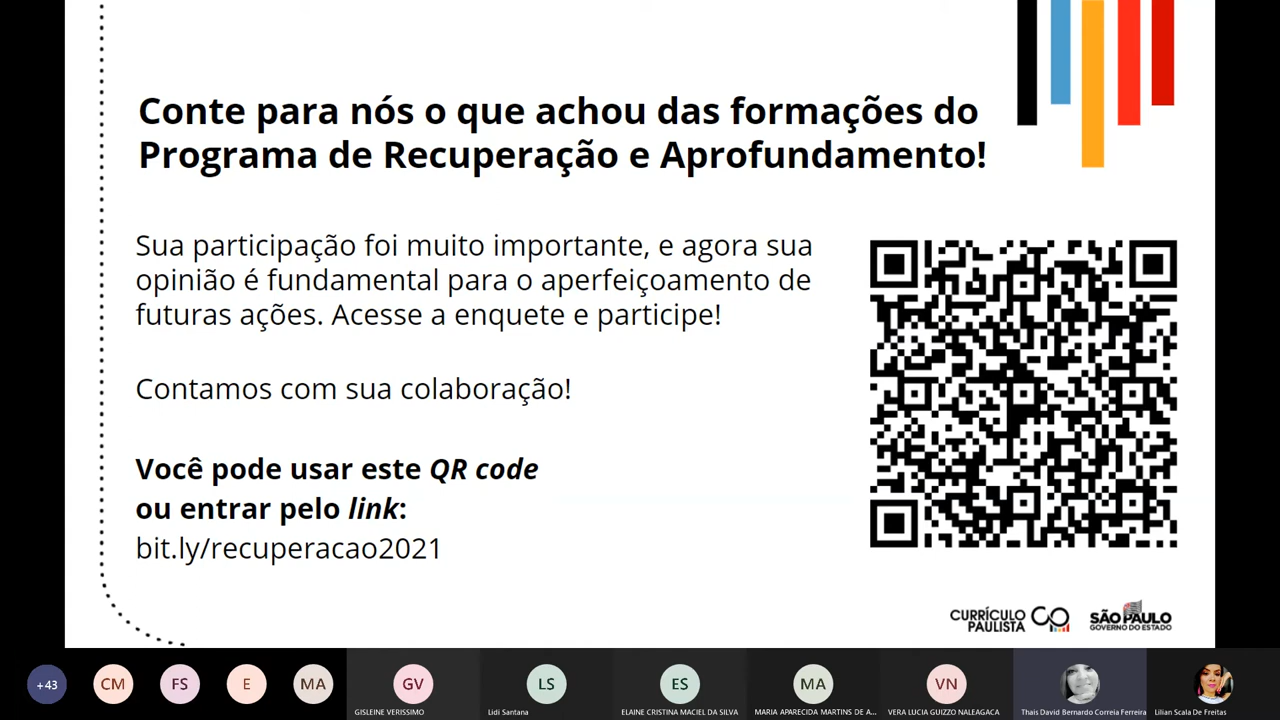 Conte para nós o que achou das formações do
Programa de Recuperação e Aprofundamento!
Sua participação foi muito importante, e agora sua
opinião é fundamental para o aperfeiçoamento de
futuras ações. Acesse a enquete e participe!
Contamos com sua colaboração!
Você pode usar este QR code
ou entrar pelo link:
bit.ly/recuperacao2021
CURRÍCULO
PAULISTA
SÃO PAULO
GOVERNO DO ESTADO
+43
CM
FS
E
MA
GV
LS
ES
MA
VN
GISLEINE VERISSIMO
Lidi Santana
ELAINE CRISTINA MACIEL DA SILVA
MARIA APARECIDA MARTINS DE A...
VERA LUCIA GUIZZO NALEAGACA
Thais David Bernardo Correia Ferreira
Lilian Scala De Freitas